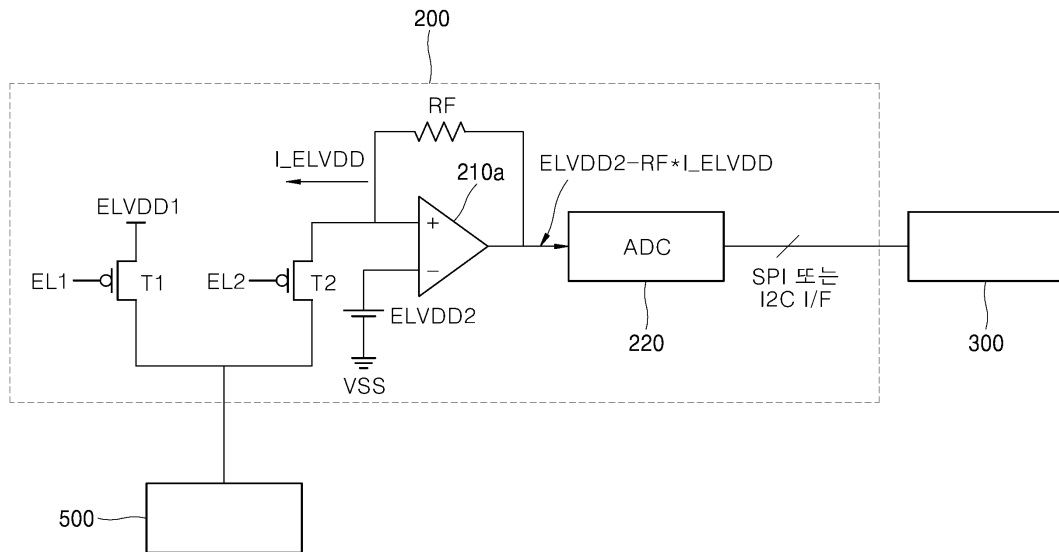 200
RF
I_ELVDD
210a
ELVDD2-RF*I_ELVDD
ELVDD1
+
ADC
EL1
T1
EL2
T2
−
SPI 또는
I2C I/F
ELVDD2
220
300
VSS
500